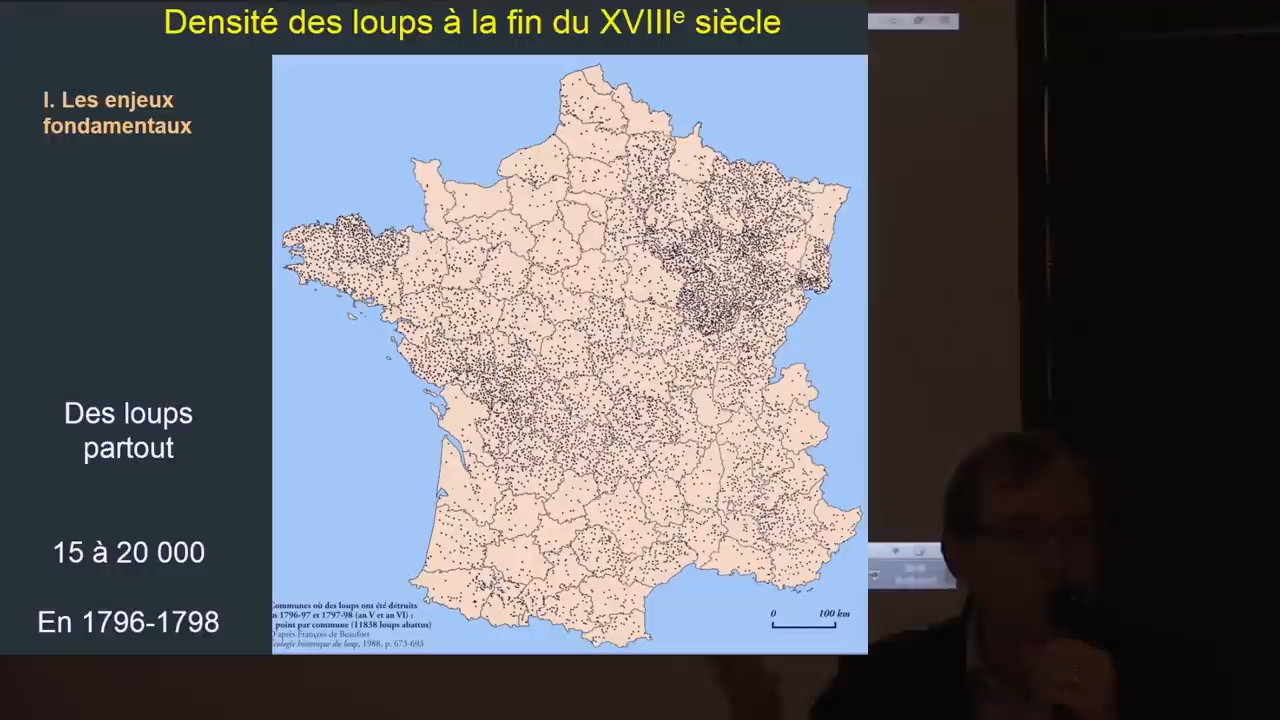 Densité des loups à la fin du XVIIIᵉ siècle
I. Les enjeux
fondamentaux
Des loups
partout
15 à 20 000
En 1796-1798
Communes où des loups ont été détruits
n 1796-97 et 1797-98 (an V et an VI) :
point par commune (11838 loups abattus)
D'après François de Beaufort
Ecologie historique du loup, 1988, p. 673-693
0 100 km